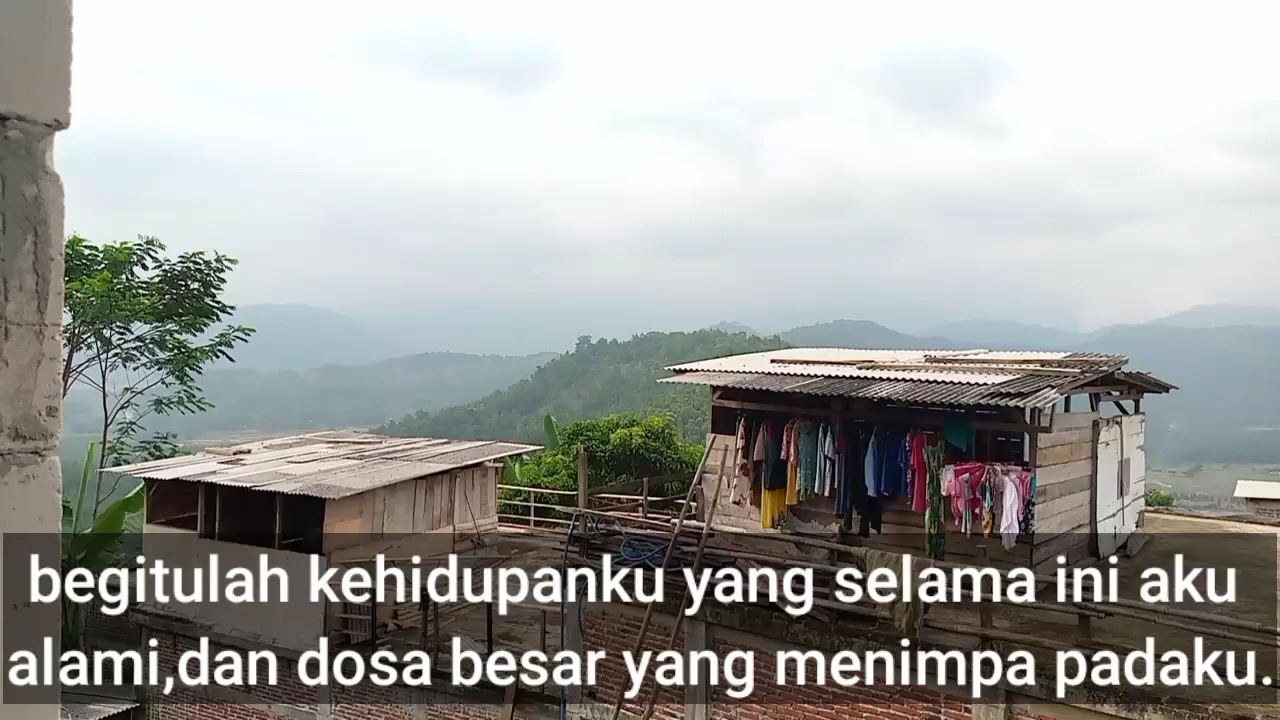 begitulah kehidupanku yang selama ini aku
alami,dan dosa besar yang menimpa padaku.